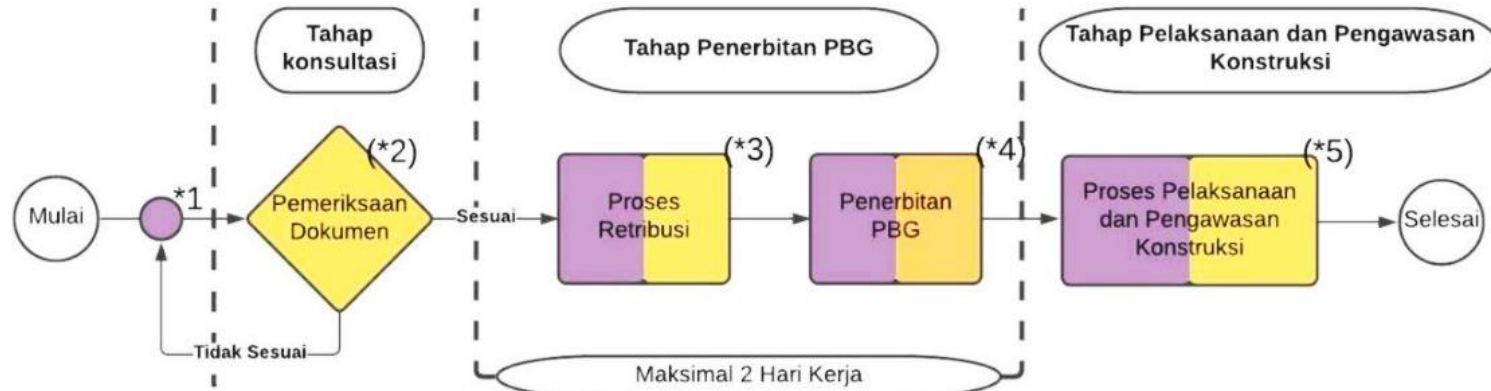 Tahap
konsultasi
Tahap Penerbitan PBG
Tahap Pelaksanaan dan Pengawasan
Konstruksi
Mulai
*1
(*2)
Pemeriksaan
Dokumen
Sesuai
Tidak Sesuai
(*3)
Proses
Retribusi
(*4)
Penerbitan
PBG
(*5)
Proses Pelaksanaan
dan Pengawasan
Konstruksi
Selesai
Maksimal 2 Hari Kerja